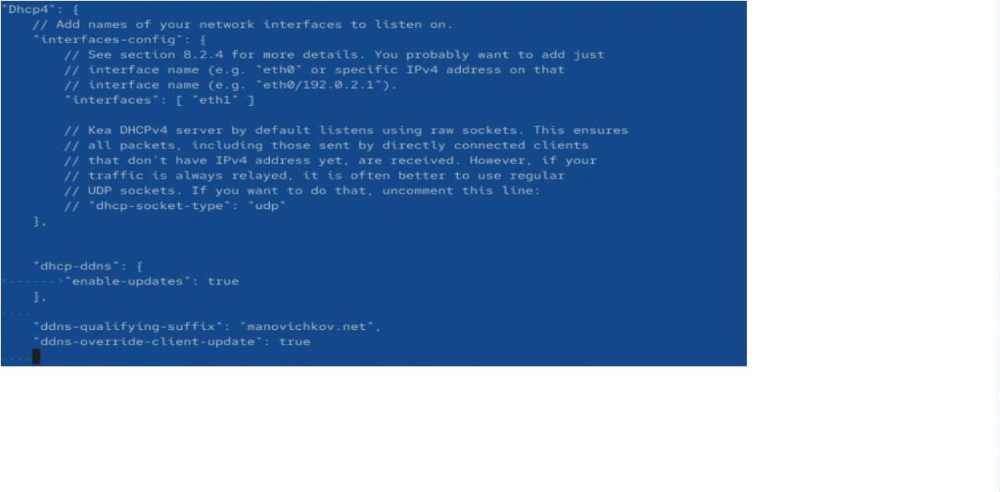 "Dhcp4": {
// Add names of your network interfaces to listen on.
"interfaces-config": {
// See section 8.2.4 for more details. You probably want to add just
// interface name (e.g. "eth0" or specific IPv4 address on that
// interface name (e.g. "eth0/192.0.2.1").
"interfaces": [ "eth1" ]
// Kea DHCPv4 server by default listens using raw sockets. This ensures
// all packets, including those sent by directly connected clients
// that don't have IPv4 address yet, are received. However, if your
// traffic is always relayed, it is often better to use regular
// UDP sockets. If you want to do that, uncomment this line:
// "dhcp-socket-type": "udp"
},
"dhcp-ddns": {
<------>"enable-updates": true
},
....
"ddns-qualifying-suffix": "manovichkov.net",
"ddns-override-client-update": true
....